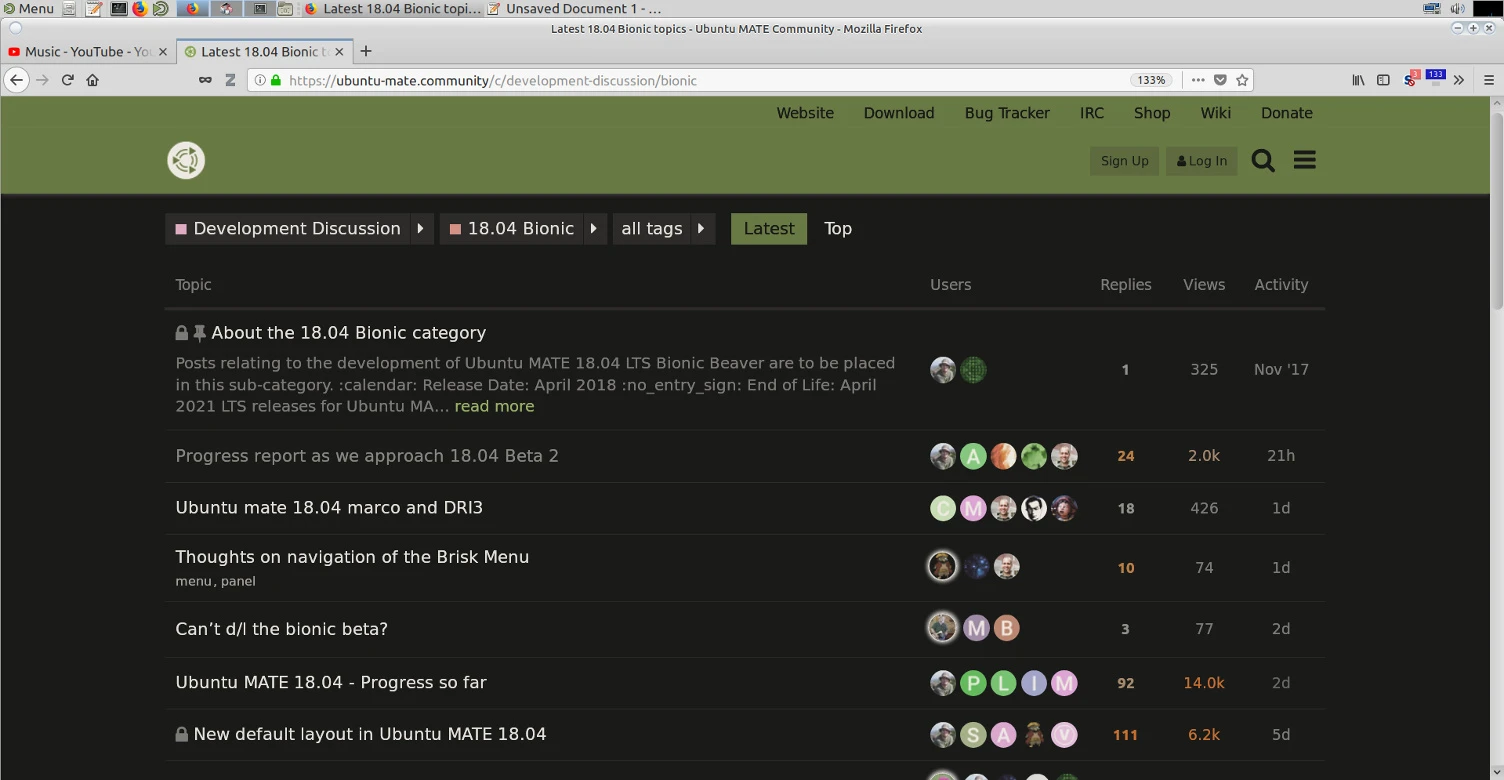 Menu Latest 18.04 Bionic topi... Unsaved Document 1 - ...
Latest 18.04 Bionic topics - Ubuntu MATE Community - Mozilla Firefox
Music - YouTube - You Latest 18.04 Bionic t
https://ubuntu-mate.community/c/development-discussion/bionic 133% 3 133
Website Download Bug Tracker IRC Shop Wiki Donate
Sign Up Log In
Development Discussion 18.04 Bionic all tags Latest Top
Topic Users Replies Views Activity
About the 18.04 Bionic category
Posts relating to the development of Ubuntu MATE 18.04 LTS Bionic Beaver are to be placed
in this sub-category. :calendar: Release Date: April 2018 :no_entry_sign: End of Life: April
2021 LTS releases for Ubuntu MA... read more
1 325 Nov '17
Progress report as we approach 18.04 Beta 2 A 24 2.0k 21h
Ubuntu mate 18.04 marco and DRI3 C M 18 426 1d
Thoughts on navigation of the Brisk Menu
menu, panel
10 74 1d
Can’t d/l the bionic beta? M B 3 77 2d
Ubuntu MATE 18.04 - Progress so far P L I M 92 14.0k 2d
New default layout in Ubuntu MATE 18.04 S A V 111 6.2k 5d